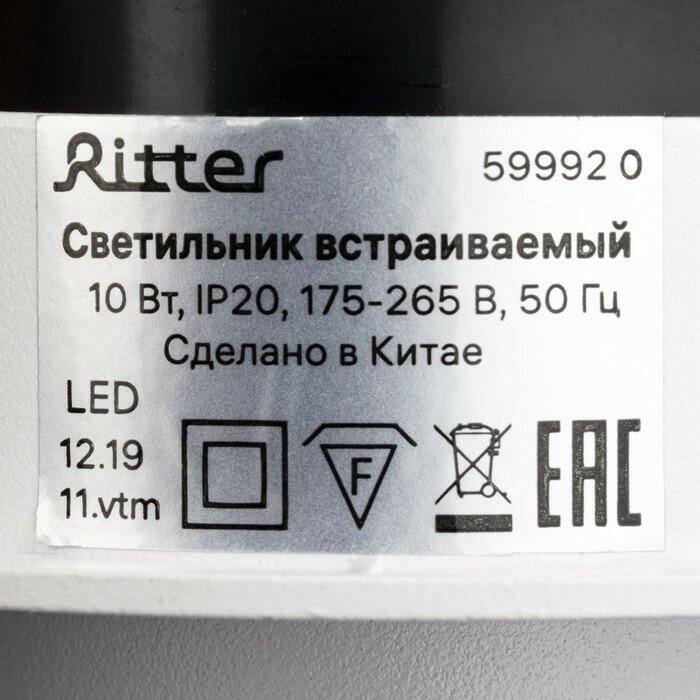 Ritter 59992 0
Светильник встраиваемый
10 Вт, IP20, 175-265 В, 50 Гц
Сделано в Китае
LED
12.19
11.vtm
F
EAC